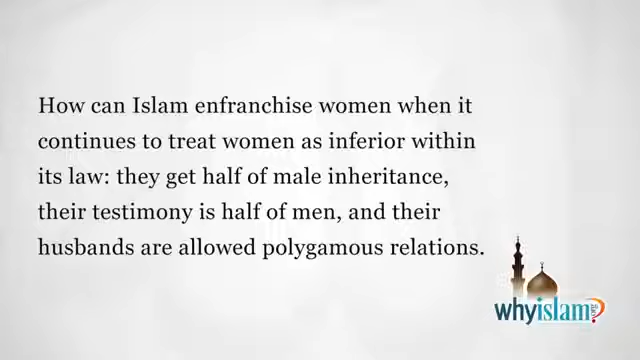 How can Islam enfranchise women when it
continues to treat women as inferior within
its law: they get half of male inheritance,
their testimony is half of men, and their
husbands are allowed polygamous relations.
whyislam?